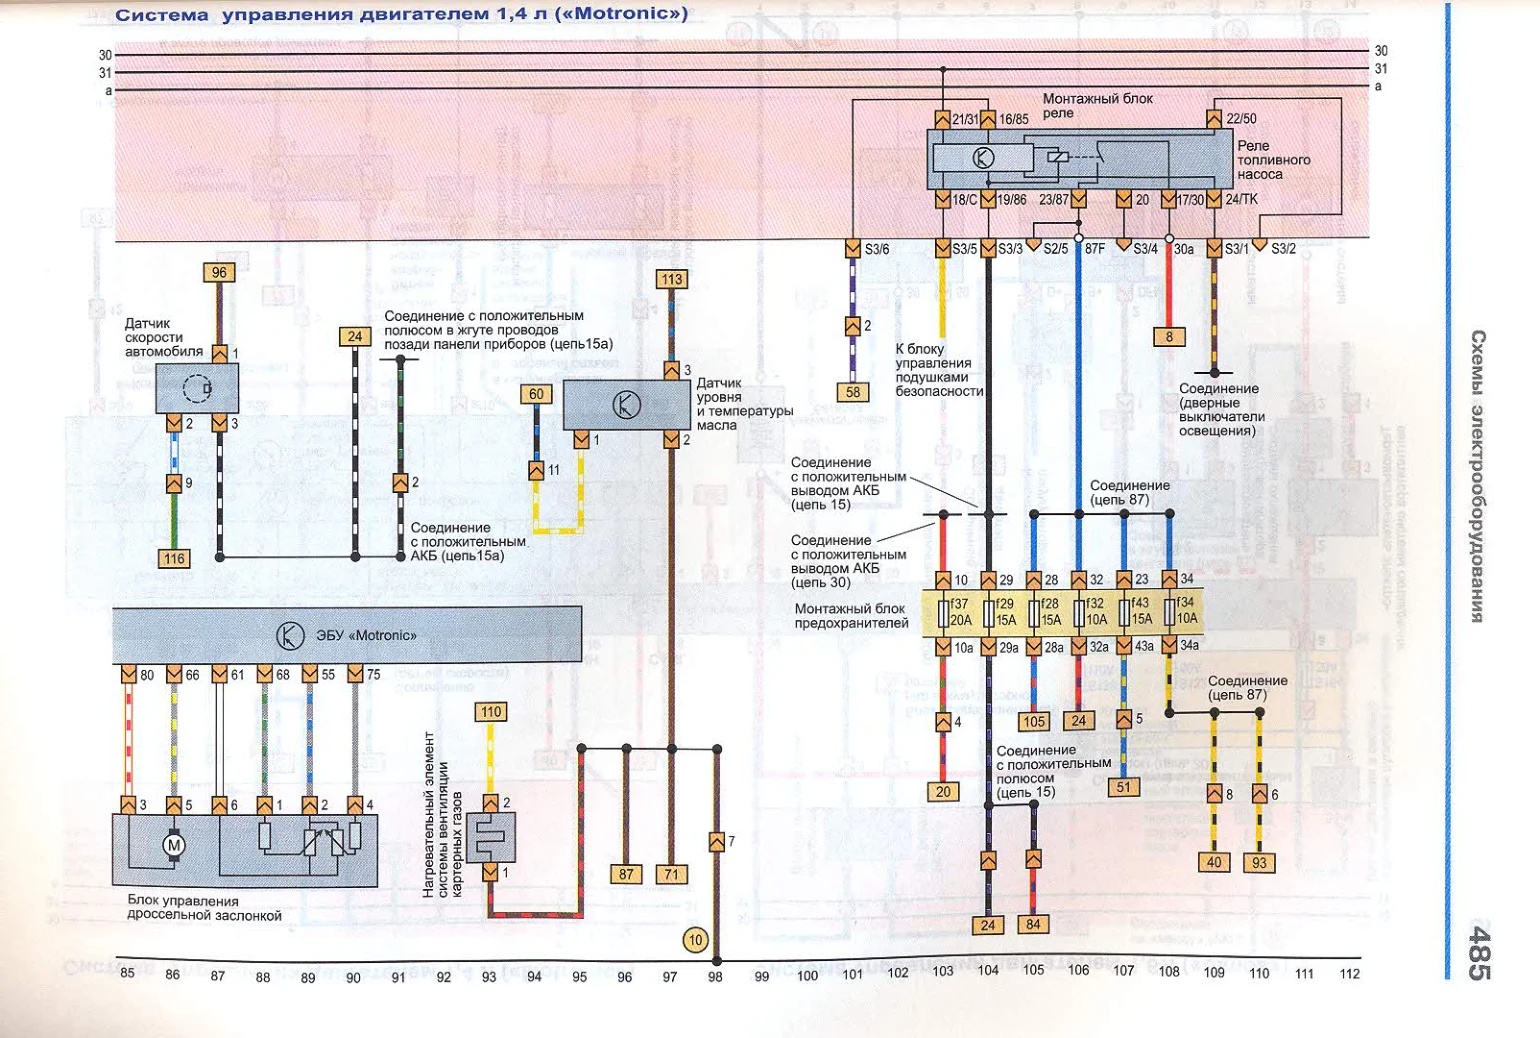 Система управления двигателем 1,4 л («Motronic»)
30
31
a
30
31
a
Монтажный блок
реле
21/31
16/85
22/50
Реле
топливного
насоса
18/C
19/86
23/87
20
17/30
24/TK
S3/6
S3/5
S3/3
S2/5
87F
S3/4
30a
S3/1
S3/2
96
Датчик
скорости
автомобиля
1
2
3
9
116
24
Соединение с положительным
полюсом в жгуте проводов
позади панели приборов (цепь15а)
2
Соединение
с положительным
АКБ (цепь15а)
113
3
60
Датчик
уровня
и температуры
масла
1
2
11
2
58
К блоку
управления
подушками
безопасности
8
Соединение
(дверные
выключатели
освещения)
Соединение
с положительным
выводом АКБ
(цепь 15)
Соединение
с положительным
выводом АКБ
(цепь 30)
Соединение
(цепь 87)
10
29
28
32
23
34
Монтажный блок
предохранителей
f37
20A
f29
15A
f28
15A
f32
10A
f43
15A
f34
10A
10a
29a
28a
32a
43a
34a
4
105
24
5
20
51
Соединение
(цепь 87)
Соединение
с положительным
полюсом
(цепь 15)
8
6
40
93
24
84
ЭБУ «Motronic»
80
66
61
68
55
75
3
5
6
1
2
4
M
Блок управления
дроссельной заслонкой
110
2
1
Нагревательный элемент
системы вентиляции
картерных газов
87
71
7
10
85 86 87 88 89 90 91 92 93 94 95 96 97 98 99 100 101 102 103 104 105 106 107 108 109 110 111 112
Схемы электрооборудования
485